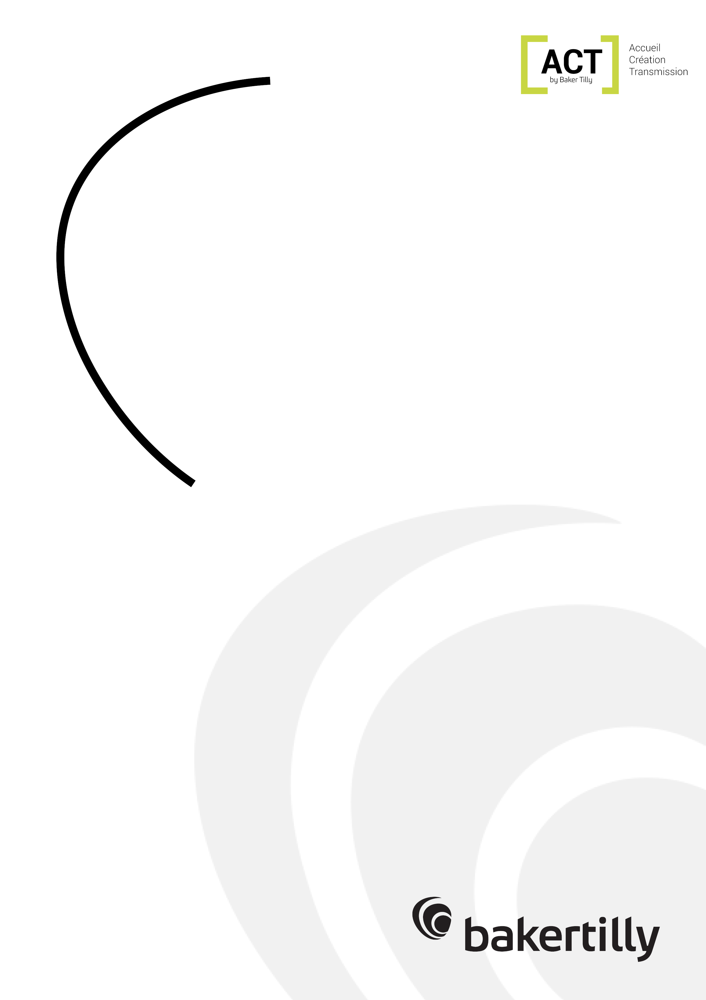 ACT
by Baker Tilly
Accueil
Création
Transmission
bakertilly